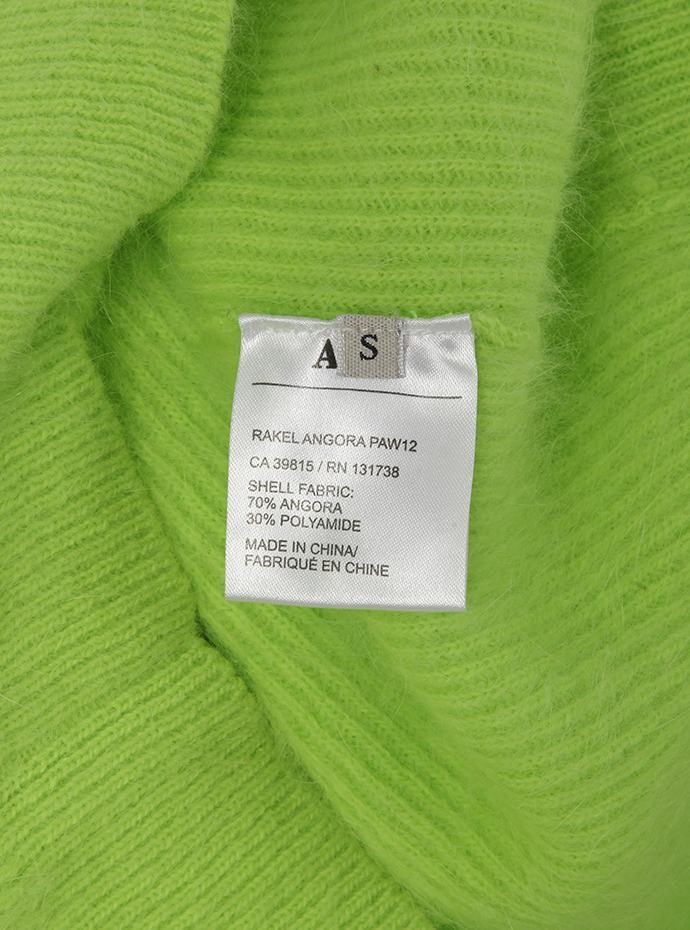 A S
RAKEL ANGORA PAW12
CA 39815 / RN 131738
SHELL FABRIC:
70% ANGORA
30% POLYAMIDE
MADE IN CHINA/
FABRIQUÉ EN CHINE